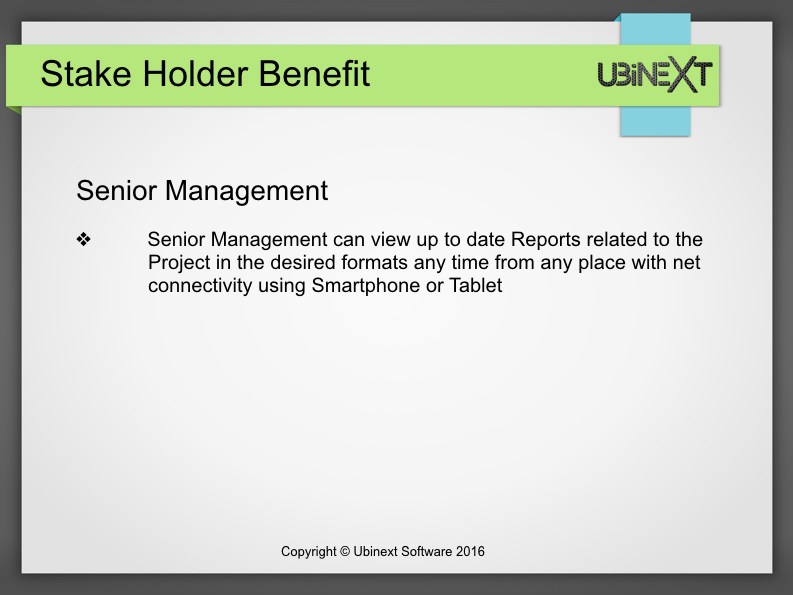 Stake Holder Benefit
UBiNEXT
Senior Management
❖ Senior Management can view up to date Reports related to the
Project in the desired formats any time from any place with net
connectivity using Smartphone or Tablet
Copyright © Ubinext Software 2016